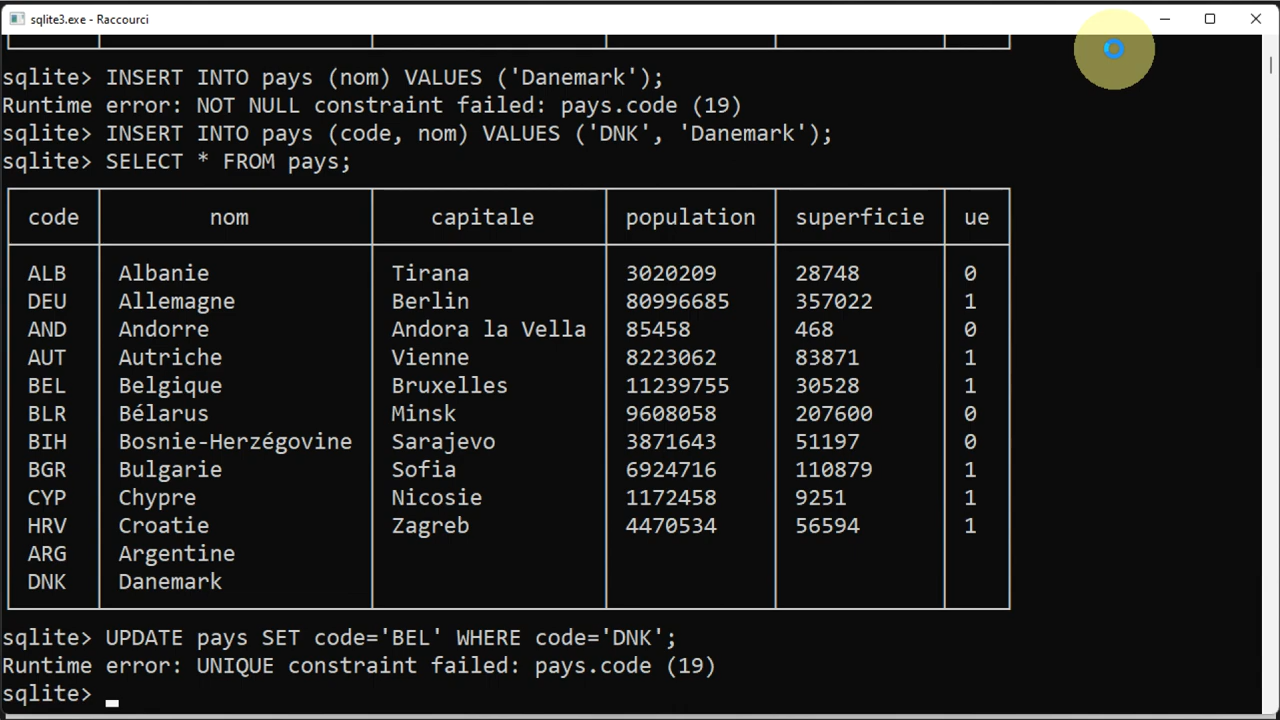 sqlite3.exe - Raccourci
sqlite> INSERT INTO pays (nom) VALUES ('Danemark');
Runtime error: NOT NULL constraint failed: pays.code (19)
sqlite> INSERT INTO pays (code, nom) VALUES ('DNK', 'Danemark');
sqlite> SELECT * FROM pays;
code nom capitale population superficie ue
ALB Albanie Tirana 3020209 28748 0
DEU Allemagne Berlin 80996685 357022 1
AND Andorre Andora la Vella 85458 468 0
AUT Autriche Vienne 8223062 83871 1
BEL Belgique Bruxelles 11239755 30528 1
BLR Bélarus Minsk 9608058 207600 0
BIH Bosnie-Herzégovine Sarajevo 3871643 51197 0
BGR Bulgarie Sofia 6924716 110879 1
CYP Chypre Nicosie 1172458 9251 1
HRV Croatie Zagreb 4470534 56594 1
ARG Argentine
DNK Danemark
sqlite> UPDATE pays SET code='BEL' WHERE code='DNK';
Runtime error: UNIQUE constraint failed: pays.code (19)
sqlite>